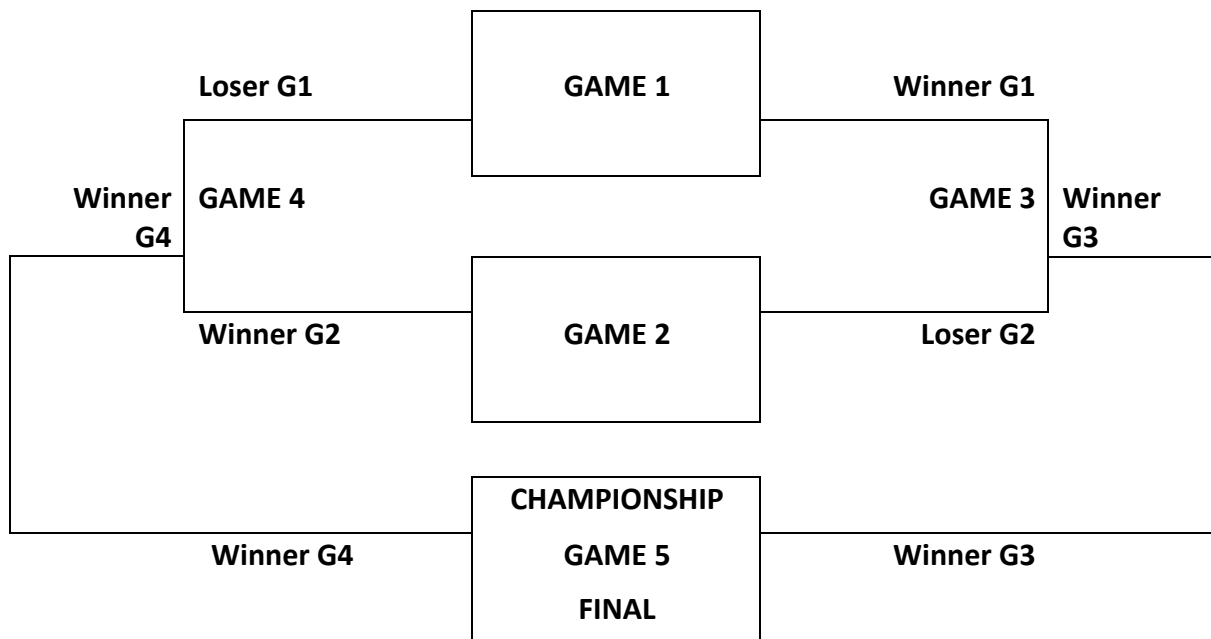 Loser G1 GAME 1 Winner G1
Winner GAME 4 GAME 3 Winner
G4 G3
Winner G2 GAME 2 Loser G2
CHAMPIONSHIP
Winner G4 GAME 5 Winner G3
FINAL